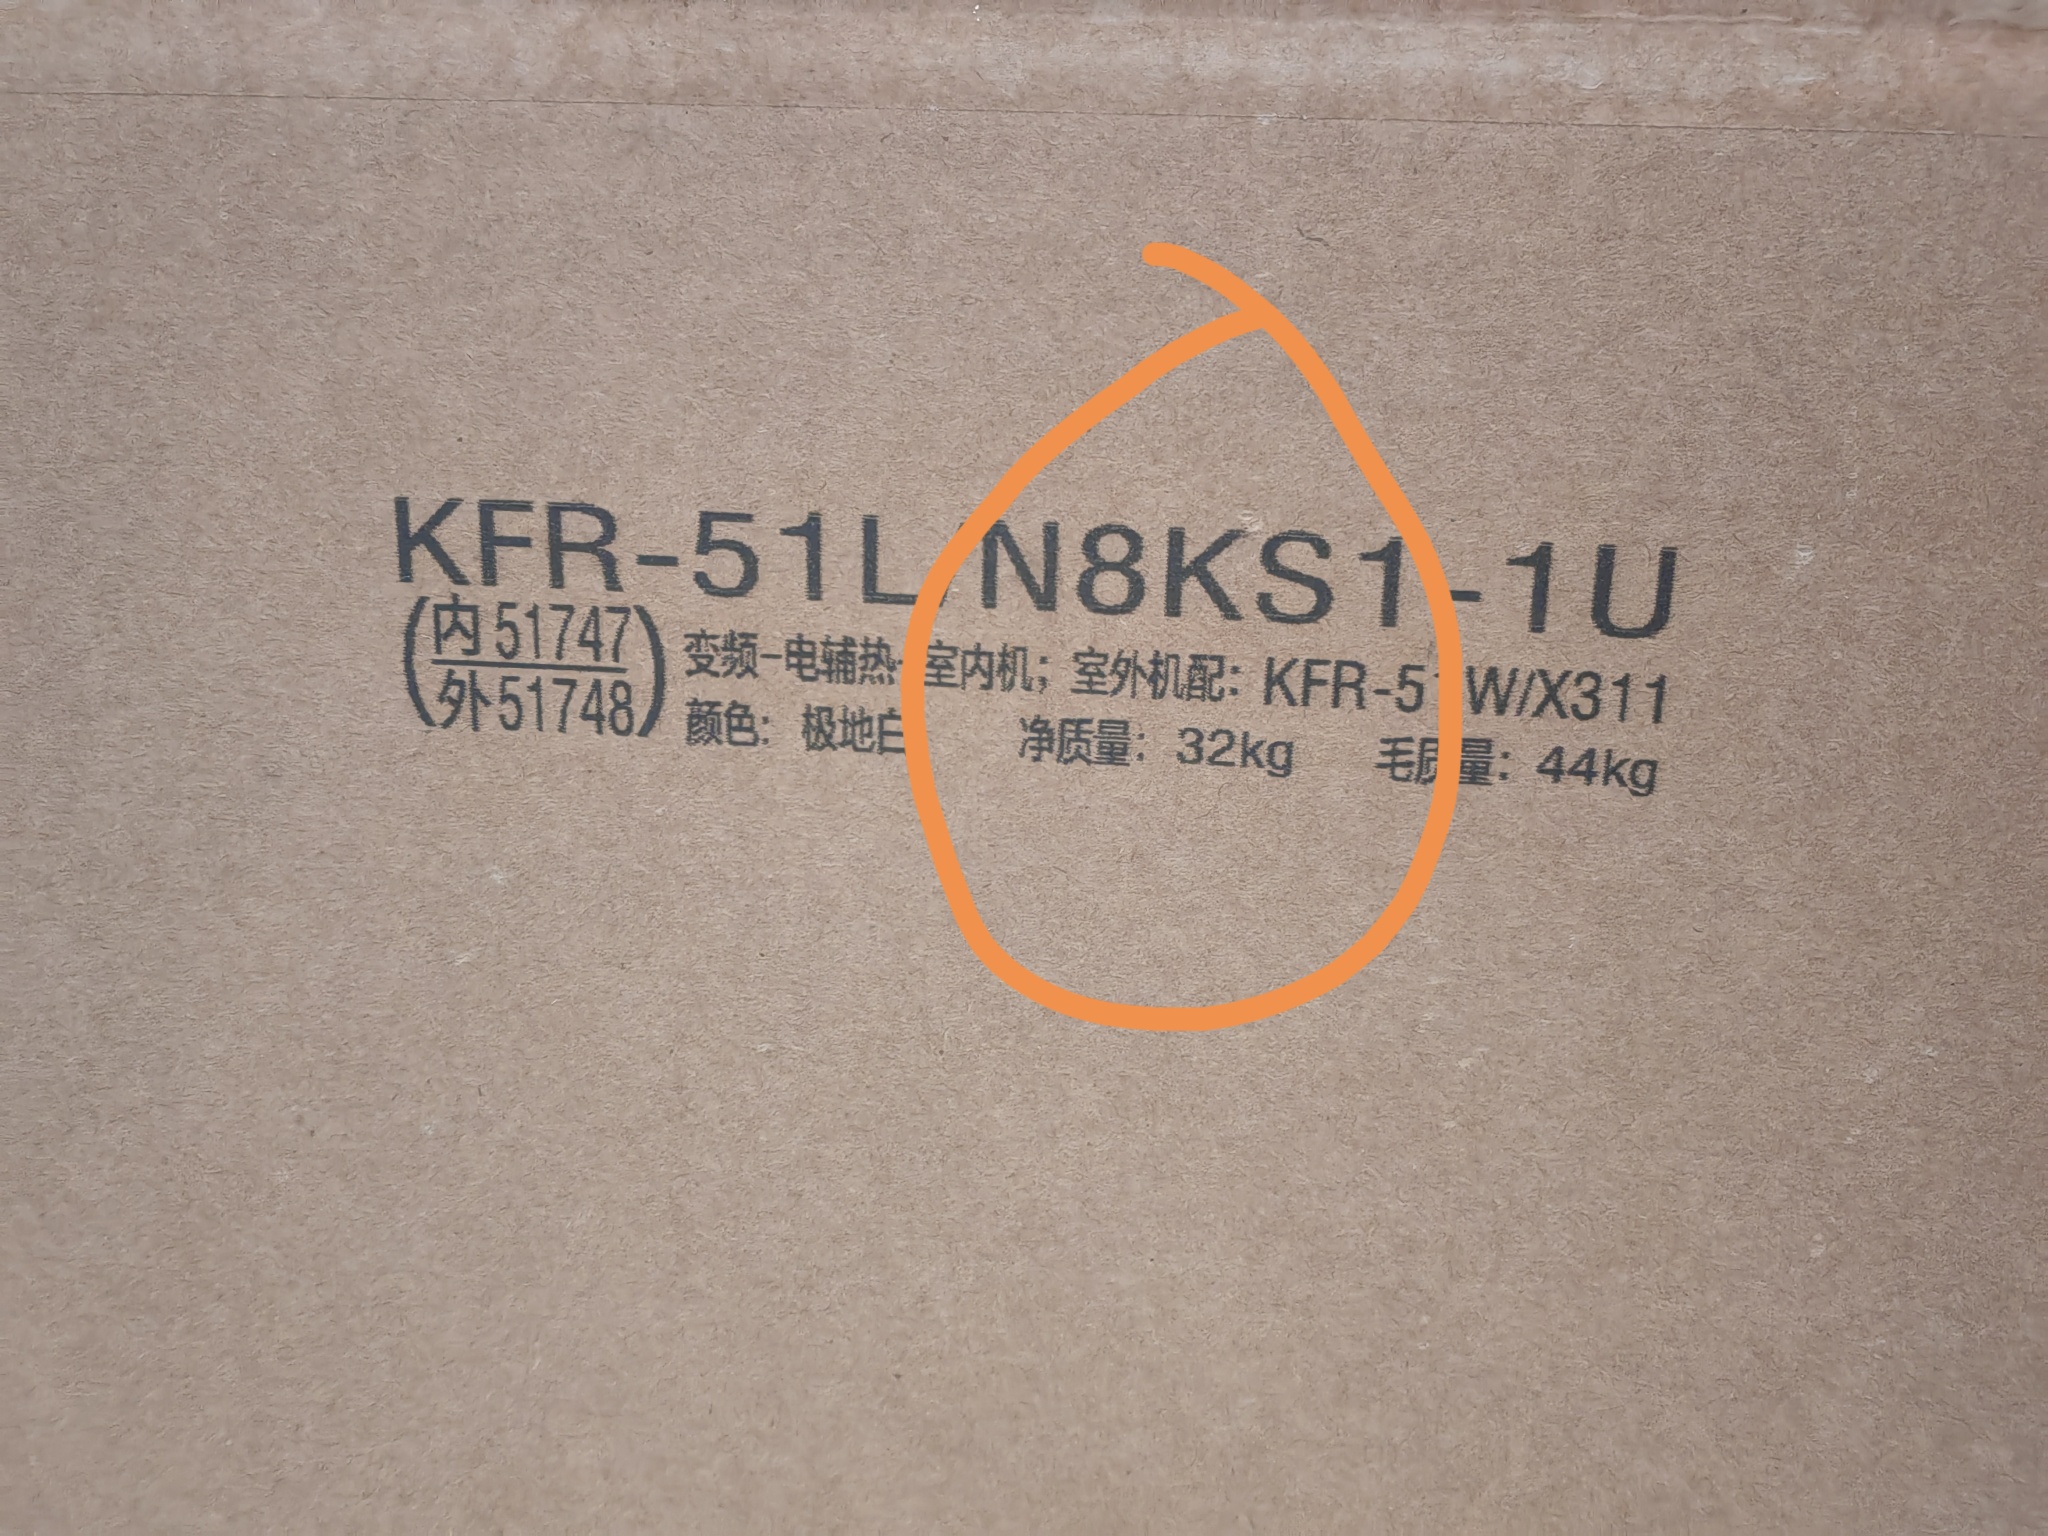 KFR-51L/N8KS1-1U
(内51747
外51748)
变频-电辅热-室内机；室外机配：KFR-51W/X311
颜色：极地白 净质量：32kg 毛质量：44kg